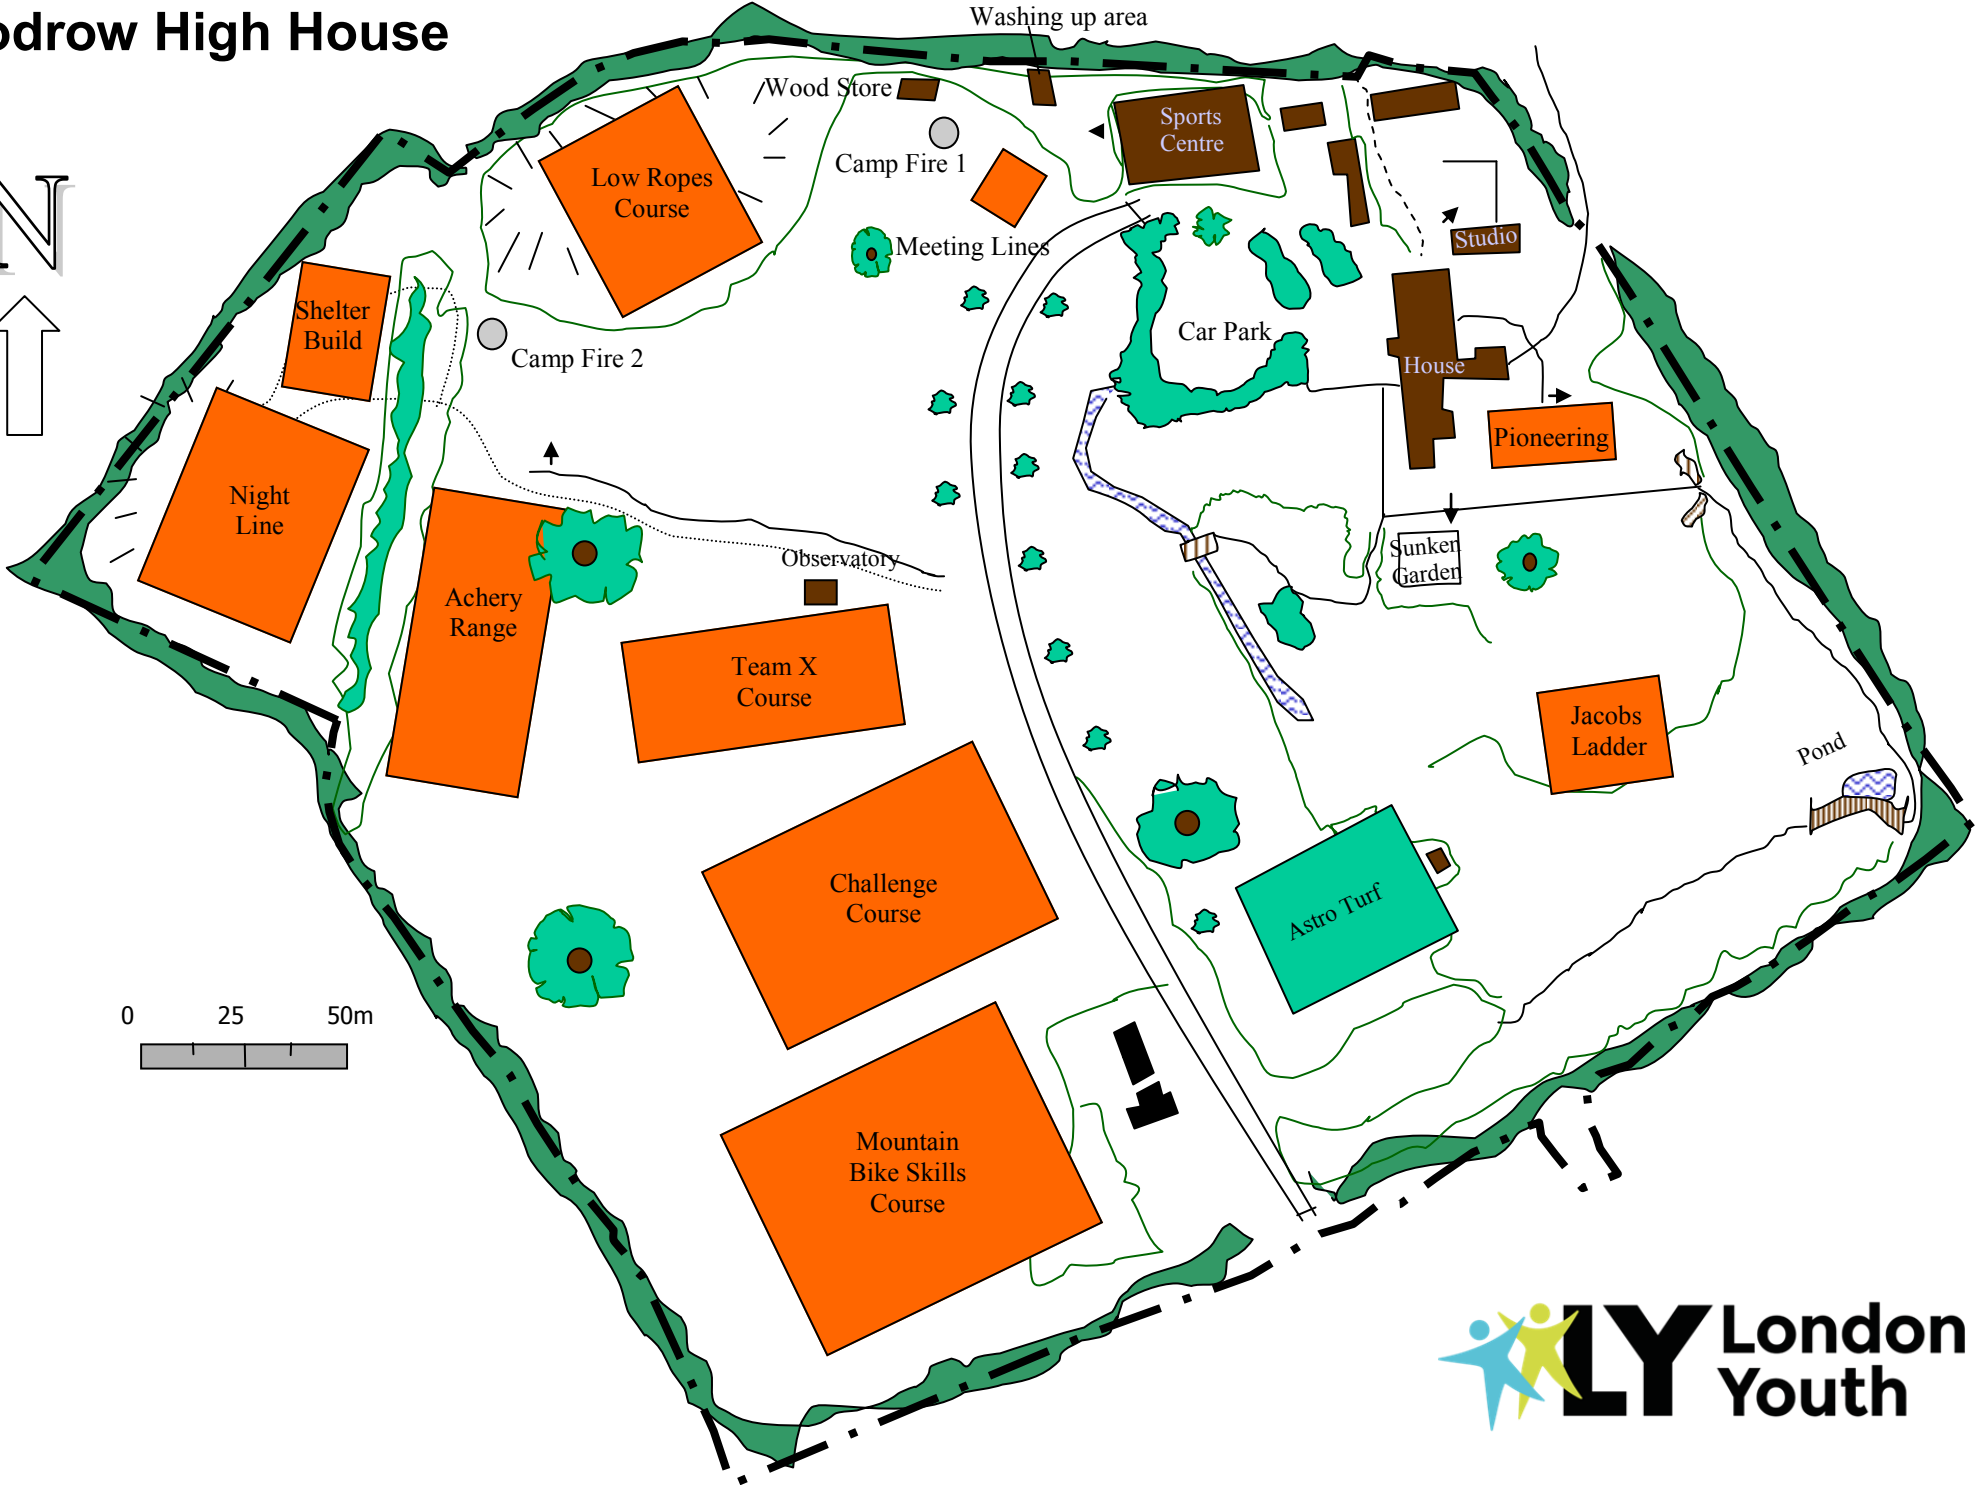 odrow High House
Washing up area
Wood Store
Sports
Centre
Camp Fire 1
Low Ropes
Course
N
Meeting Lines
Studio
Shelter
Build
Camp Fire 2
Car Park
House
Pioneering
Night
Line
Observatory
Sunken
Garden
Achery
Range
Team X
Course
Jacobs
Ladder
Pond
Challenge
Course
Astro Turf
0 25 50m
Mountain
Bike Skills
Course
LY London
Youth